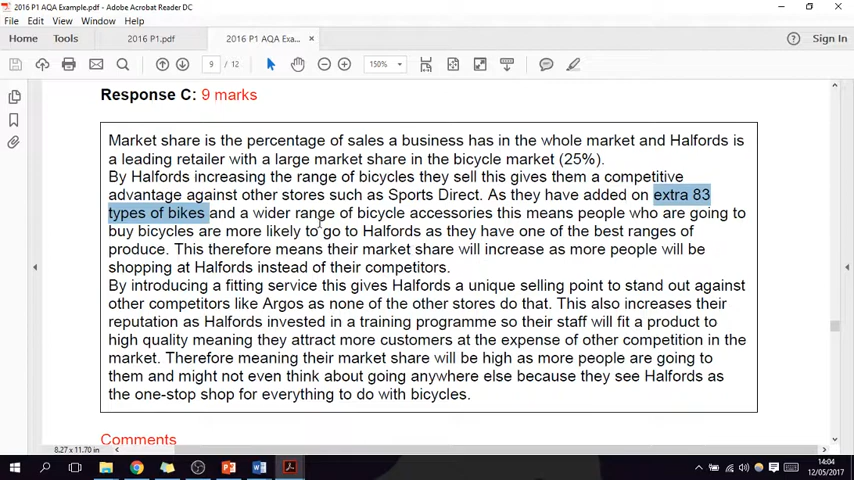 2016 P1 AQA Example.pdf - Adobe Acrobat Reader DC
File Edit View Window Help
Home Tools 2016 P1.pdf 2016 P1 AQA Exa... × Sign In
9 / 12 150%
Response C: 9 marks
Market share is the percentage of sales a business has in the whole market and Halfords is
a leading retailer with a large market share in the bicycle market (25%).
By Halfords increasing the range of bicycles they sell this gives them a competitive
advantage against other stores such as Sports Direct. As they have added on extra 83
types of bikes and a wider range of bicycle accessories this means people who are going to
buy bicycles are more likely to go to Halfords as they have one of the best ranges of
produce. This therefore means their market share will increase as more people will be
shopping at Halfords instead of their competitors.
By introducing a fitting service this gives Halfords a unique selling point to stand out against
other competitors like Argos as none of the other stores do that. This also increases their
reputation as Halfords invested in a training programme so their staff will fit a product to
high quality meaning they attract more customers at the expense of other competition in the
market. Therefore meaning their market share will be high as more people are going to
them and might not even think about going anywhere else because they see Halfords as
the one-stop shop for everything to do with bicycles.
Comments
8.27 x 11.70 in
14:04
12/05/2017